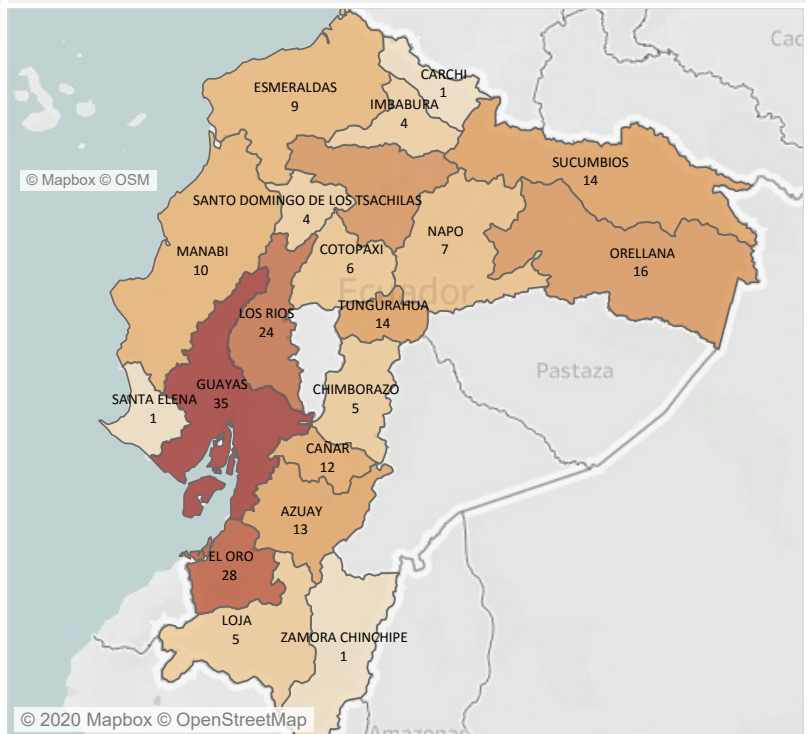 Cac
CARCHI
1
ESMERALDAS
9
IMBABURA
4
SUCUMBIOS
14
© Mapbox © OSM
SANTO DOMINGO DE LOS TSACHILAS
4
NAPO
7
MANABI
10
COTOPAXI
6
ORELLANA
16
Ecuador
TUNGURAHUA
14
LOS RIOS
24
Pastaza
GUAYAS
35
CHIMBORAZO
5
SANTA ELENA
1
CAÑAR
12
AZUAY
13
EL ORO
28
LOJA
5
ZAMORA CHINCHIPE
1
© 2020 Mapbox © OpenStreetMap
Amazonas